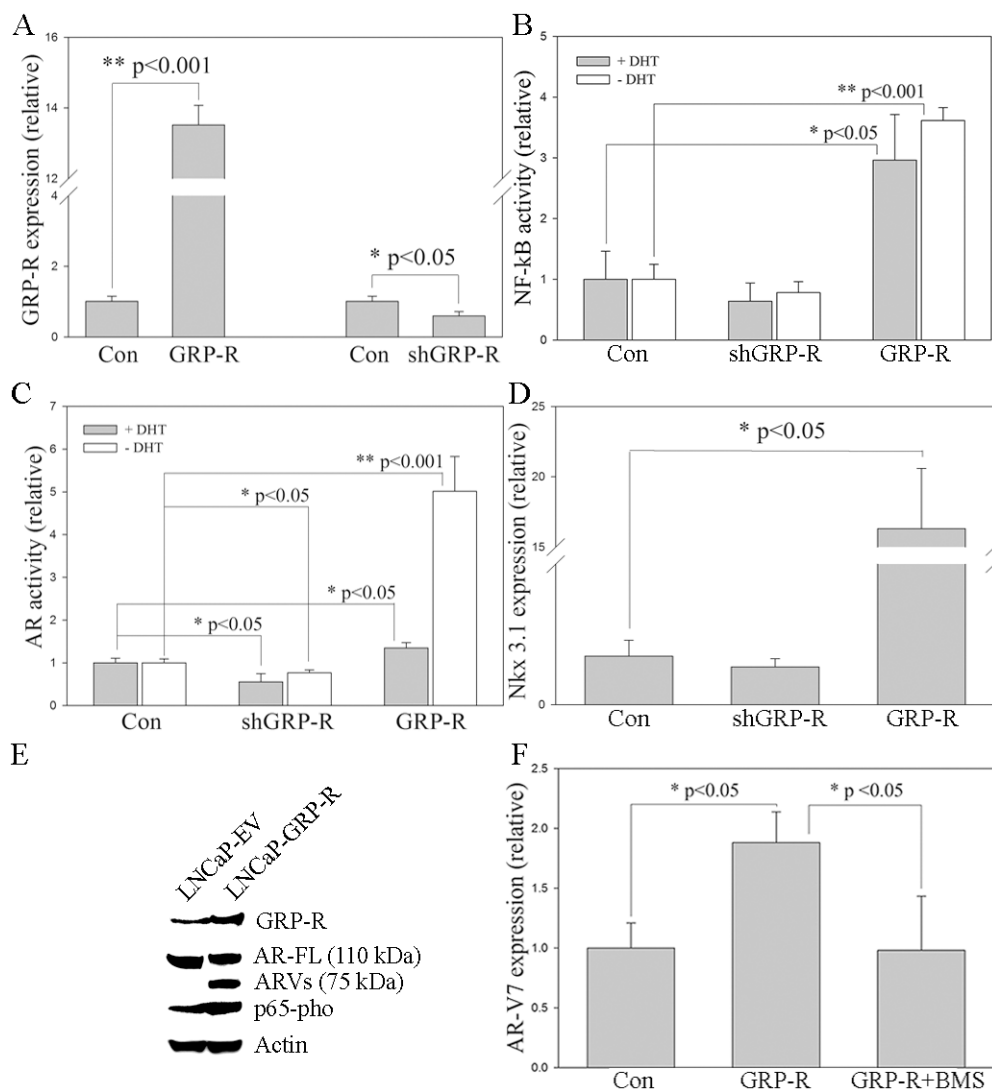 A
GRP-R expression (relative)
16
14
12
4
2
0
** p<0.001
* p<0.05
Con
GRP-R
Con
shGRP-R
B
NF-kB activity (relative)
5
4
3
2
1
0
+ DHT
- DHT
** p<0.001
* p<0.05
Con
shGRP-R
GRP-R
C
AR activity (relative)
7
6
5
4
3
2
1
0
+ DHT
- DHT
** p<0.001
* p<0.05
* p<0.05
* p<0.05
Con
shGRP-R
GRP-R
D
Nkx 3.1 expression (relative)
25
20
15
0
* p<0.05
Con
shGRP-R
GRP-R
E
LNCaP-EV
LNCaP-GRP-R
GRP-R
AR-FL (110 kDa)
ARVs (75 kDa)
p65-pho
Actin
F
AR-V7 expression (relative)
2.5
2.0
1.5
1.0
0.5
0.0
* p<0.05
* p<0.05
Con
GRP-R
GRP-R+BMS